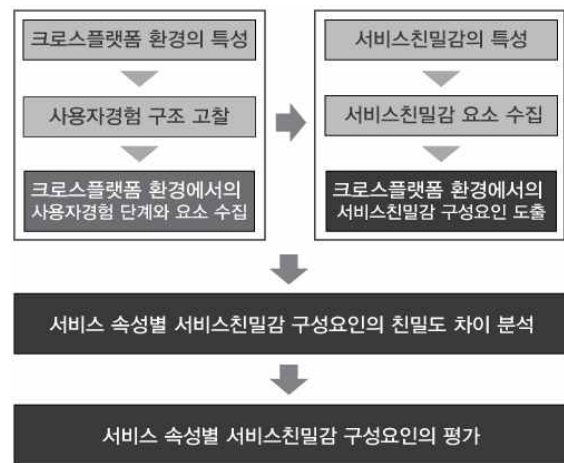 크로스플랫폼 환경의 특성
사용자경험 구조 고찰
크로스플랫폼 환경에서의
사용자경험 단계와 요소 수집
서비스친밀감의 특성
서비스친밀감 요소 수집
크로스플랫폼 환경에서의
서비스친밀감 구성요인 도출
서비스 속성별 서비스친밀감 구성요인의 친밀도 차이 분석
서비스 속성별 서비스친밀감 구성요인의 평가